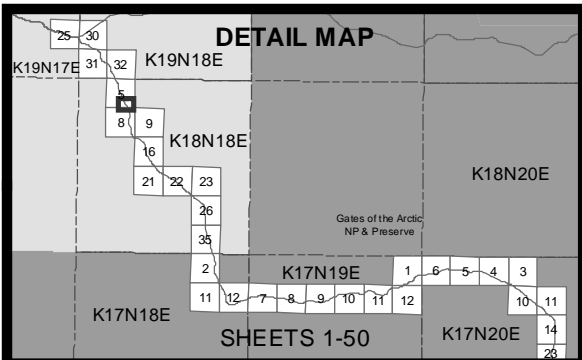 DETAIL MAP
25 30
K19N17E 31 32 K19N18E
5
8 9
K18N18E
16
21 22 23
K18N20E
26
Gates of the Arctic
NP & Preserve
35
2
K17N19E
1 6 5 4 3
11 12 7 8 9 10 11 12
10 11
K17N18E
SHEETS 1-50
K17N20E
14
23